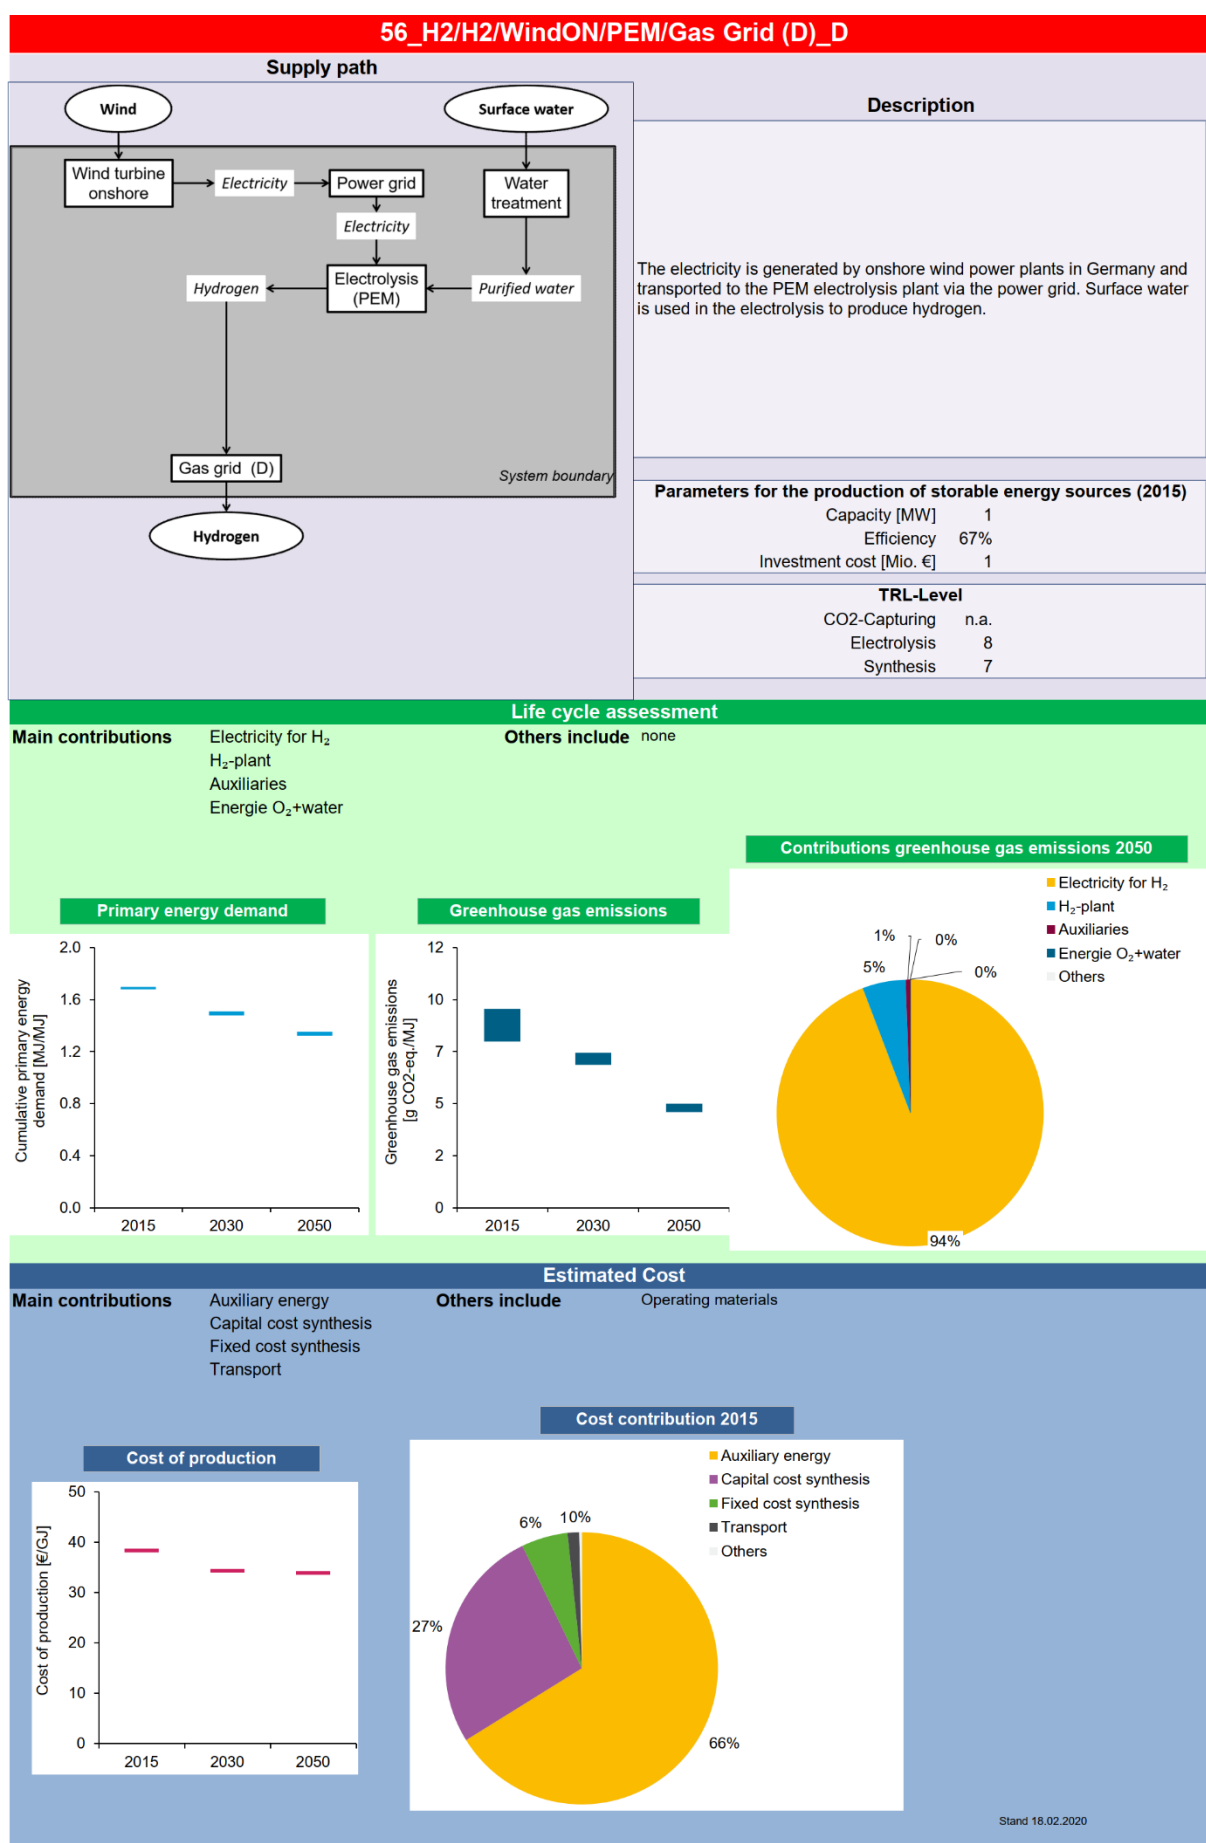 56_H2/H2/WindON/PEM/Gas Grid (D)_D
Supply path
Wind
Surface water
Wind turbine
onshore
Electricity
Power grid
Water
treatment
Electricity
Hydrogen
Electrolysis
(PEM)
Purified water
Gas grid (D)
System boundary
Hydrogen
Description
The electricity is generated by onshore wind power plants in Germany and
transported to the PEM electrolysis plant via the power grid. Surface water
is used in the electrolysis to produce hydrogen.
Parameters for the production of storable energy sources (2015)
Capacity [MW] 1
Efficiency 67%
Investment cost [Mio. €] 1
TRL-Level
CO2-Capturing n.a.
Electrolysis 8
Synthesis 7
Life cycle assessment
Main contributions Electricity for H₂ Others include none
H₂-plant
Auxiliaries
Energie O₂+water
Primary energy demand
Cumulative primary energy
demand [MJ/MJ]
2.0
1.6
1.2
0.8
0.4
0.0
2015 2030 2050
Greenhouse gas emissions
Greenhouse gas emissions
[g CO2-eq./MJ]
12
10
7
5
2
0
2015 2030 2050
Contributions greenhouse gas emissions 2050
Electricity for H₂
H₂-plant
Auxiliaries
Energie O₂+water
Others
1% 0%
5% 0%
94%
Estimated Cost
Main contributions Auxiliary energy Others include Operating materials
Capital cost synthesis
Fixed cost synthesis
Transport
Cost of production
Cost of production [€/GJ]
50
40
30
20
10
0
2015 2030 2050
Cost contribution 2015
Auxiliary energy
Capital cost synthesis
Fixed cost synthesis
Transport
Others
6% 10%
27%
66%
Stand 18.02.2020